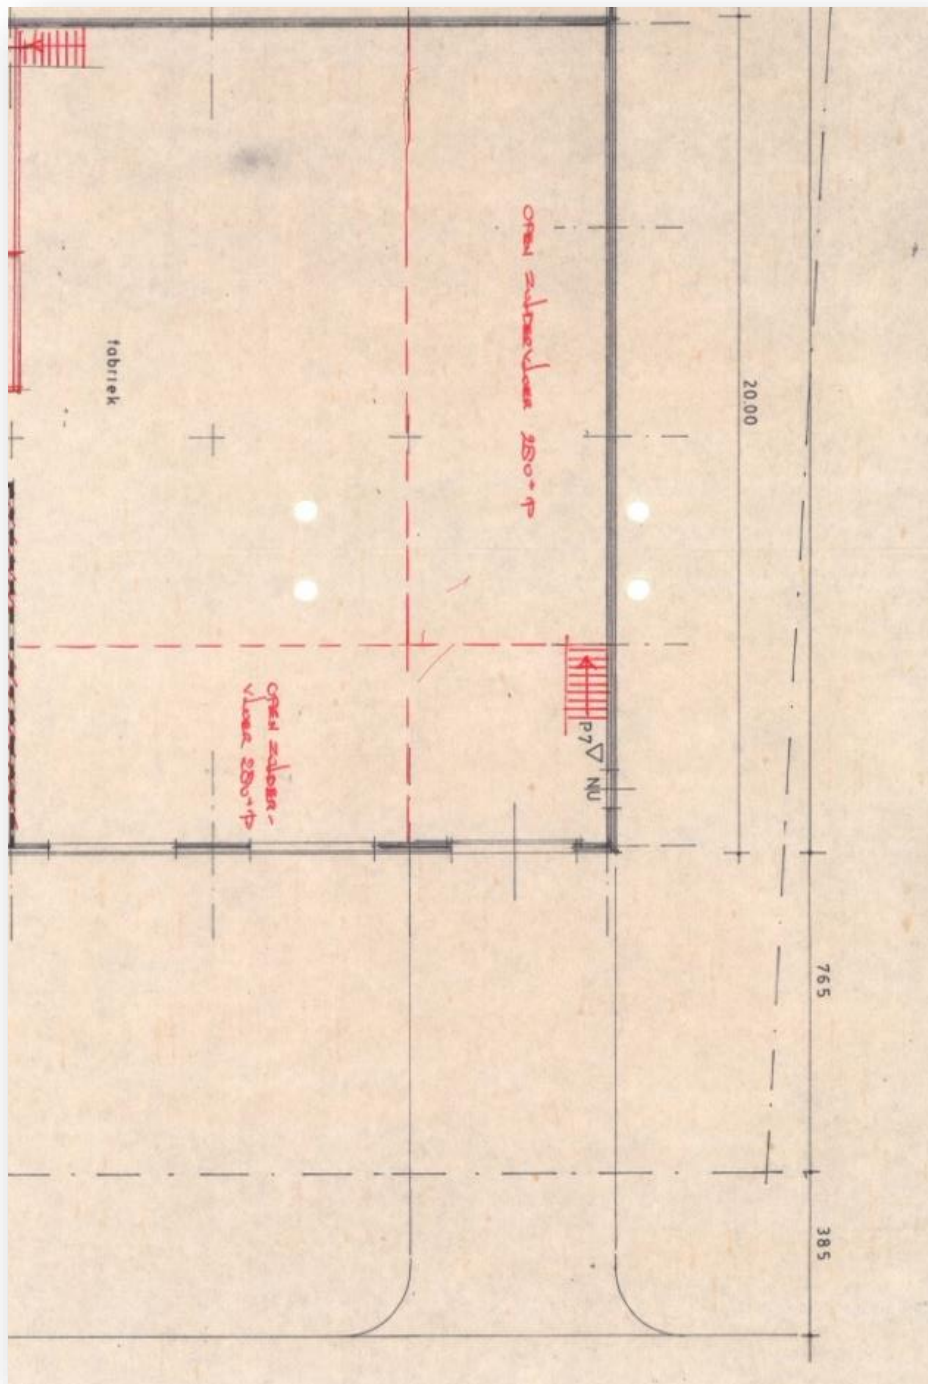 OPEN ZOLDERVLOER 280+P
20.00
fabriek
OPEN ZOLDER-
VLOER 280+P
P7
NU
765
385